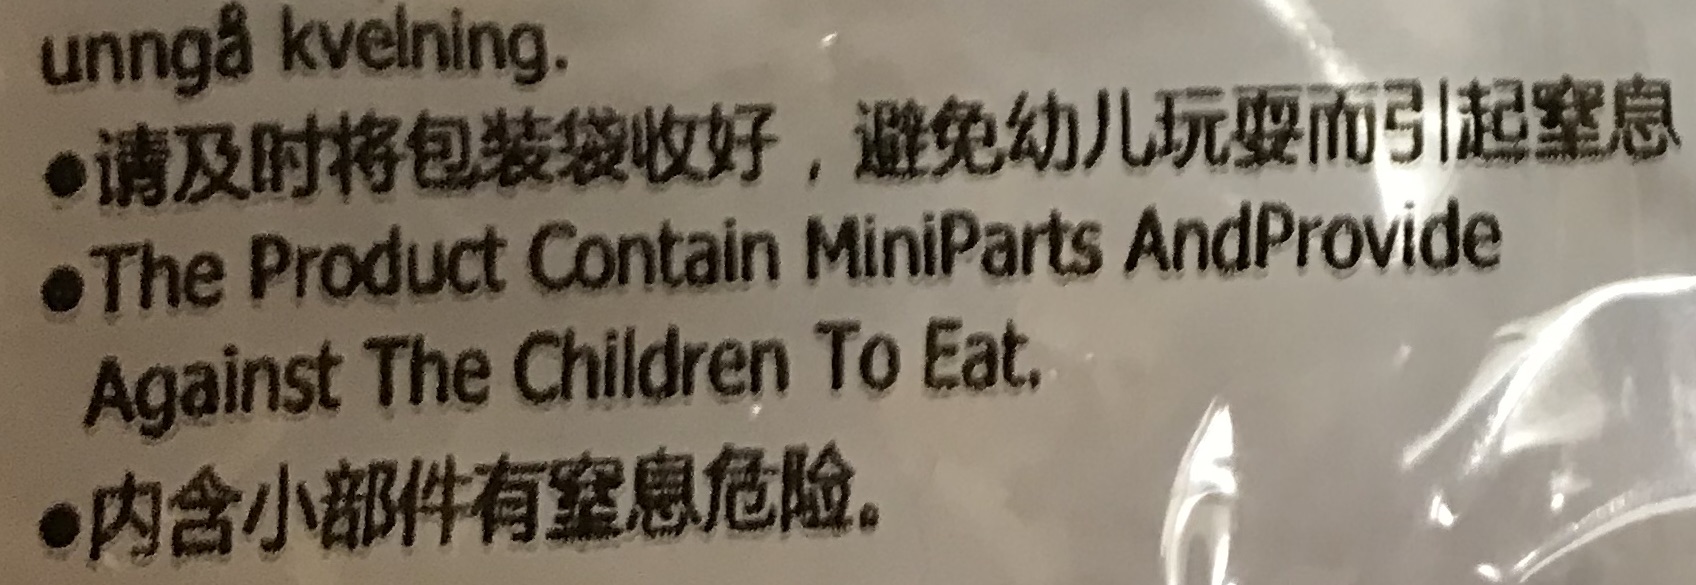 unngå kvelning.
●请及时将包装袋收好，避免幼儿玩耍而引起窒息
●The Product Contain MiniParts AndProvide
Against The Children To Eat.
●内含小部件有窒息危险。